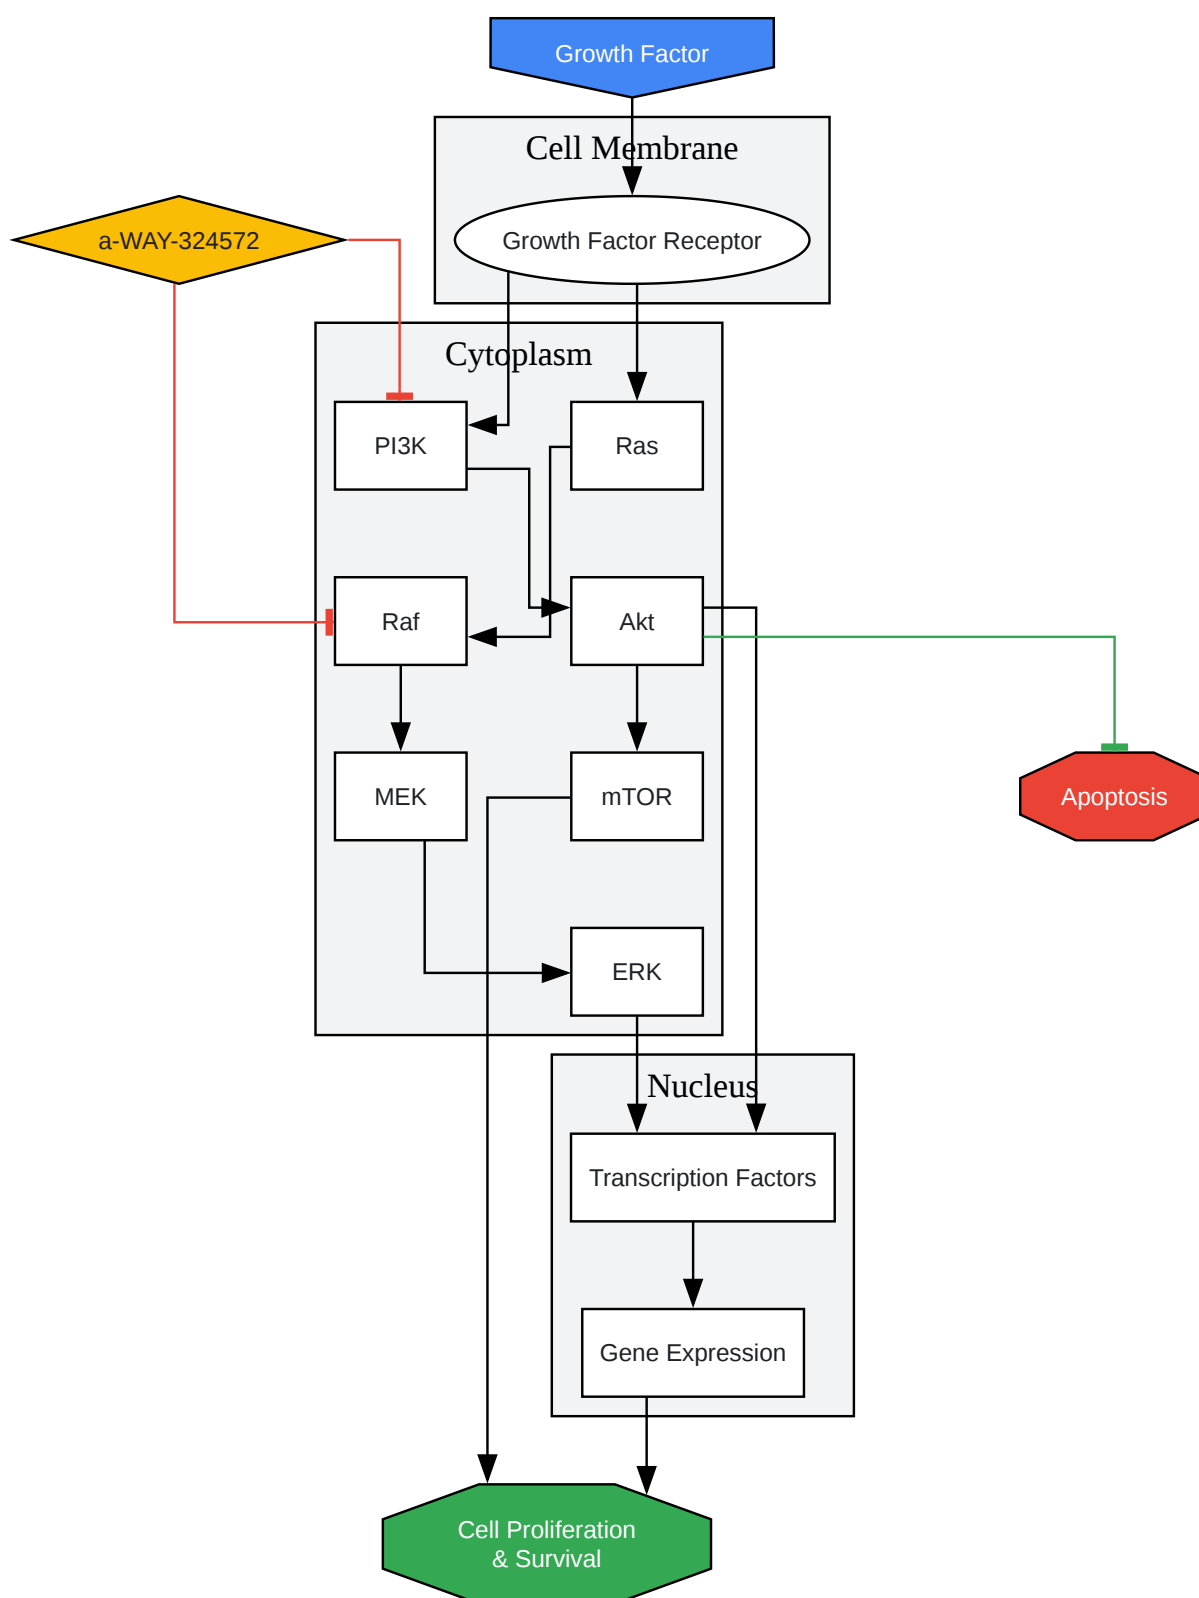 Growth Factor
Cell Membrane
a-WAY-324572
Growth Factor Receptor
Cytoplasm
PI3K
Ras
Raf
Akt
MEK
mTOR
Apoptosis
ERK
Nucleus
Transcription Factors
Gene Expression
Cell Proliferation
& Survival